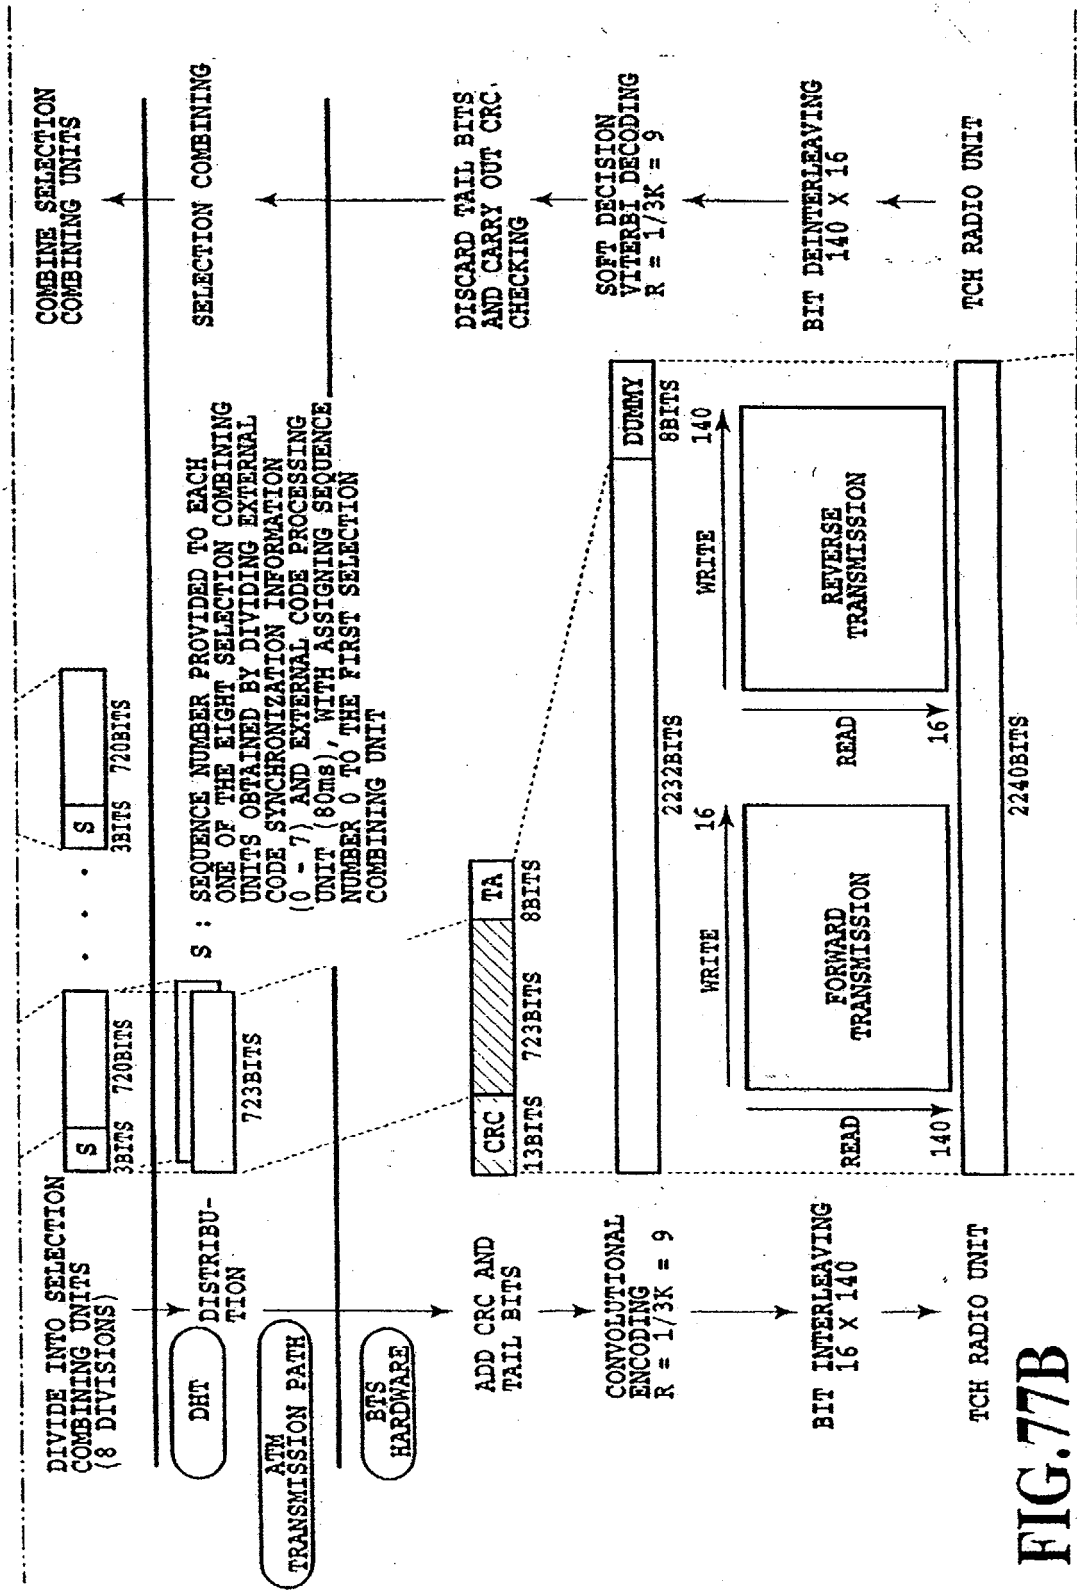 DIVIDE INTO SELECTION
COMBINING UNITS
(8 DIVISIONS)
S
3BITS 720BITS
. . .
S
3BITS 720BITS
COMBINE SELECTION
COMBINING UNITS
DHT
DISTRIBU-
TION
723BITS
S : SEQUENCE NUMBER PROVIDED TO EACH
ONE OF THE EIGHT SELECTION COMBINING
UNITS OBTAINED BY DIVIDING EXTERNAL
CODE SYNCHRONIZATION INFORMATION
(0 - 7) AND EXTERNAL CODE PROCESSING
UNIT (80ms), WITH ASSIGNING SEQUENCE
NUMBER 0 TO THE FIRST SELECTION
COMBINING UNIT
SELECTION COMBINING
ATM
TRANSMISSION PATH
BTS
HARDWARE
ADD CRC AND
TAIL BITS
CRC
TA
13BITS 723BITS 8BITS
DISCARD TAIL BITS
AND CARRY OUT CRC
CHECKING
CONVOLUTIONAL
ENCODING
R = 1/3K = 9
DUMMY
2232BITS
8BITS
SOFT DECISION
VITERBI DECODING
R = 1/3K = 9
BIT INTERLEAVING
16 X 140
WRITE
16
READ
140
FORWARD
TRANSMISSION
WRITE
140
READ
16
REVERSE
TRANSMISSION
BIT DEINTERLEAVING
140 X 16
TCH RADIO UNIT
2240BITS
TCH RADIO UNIT
FIG.77B